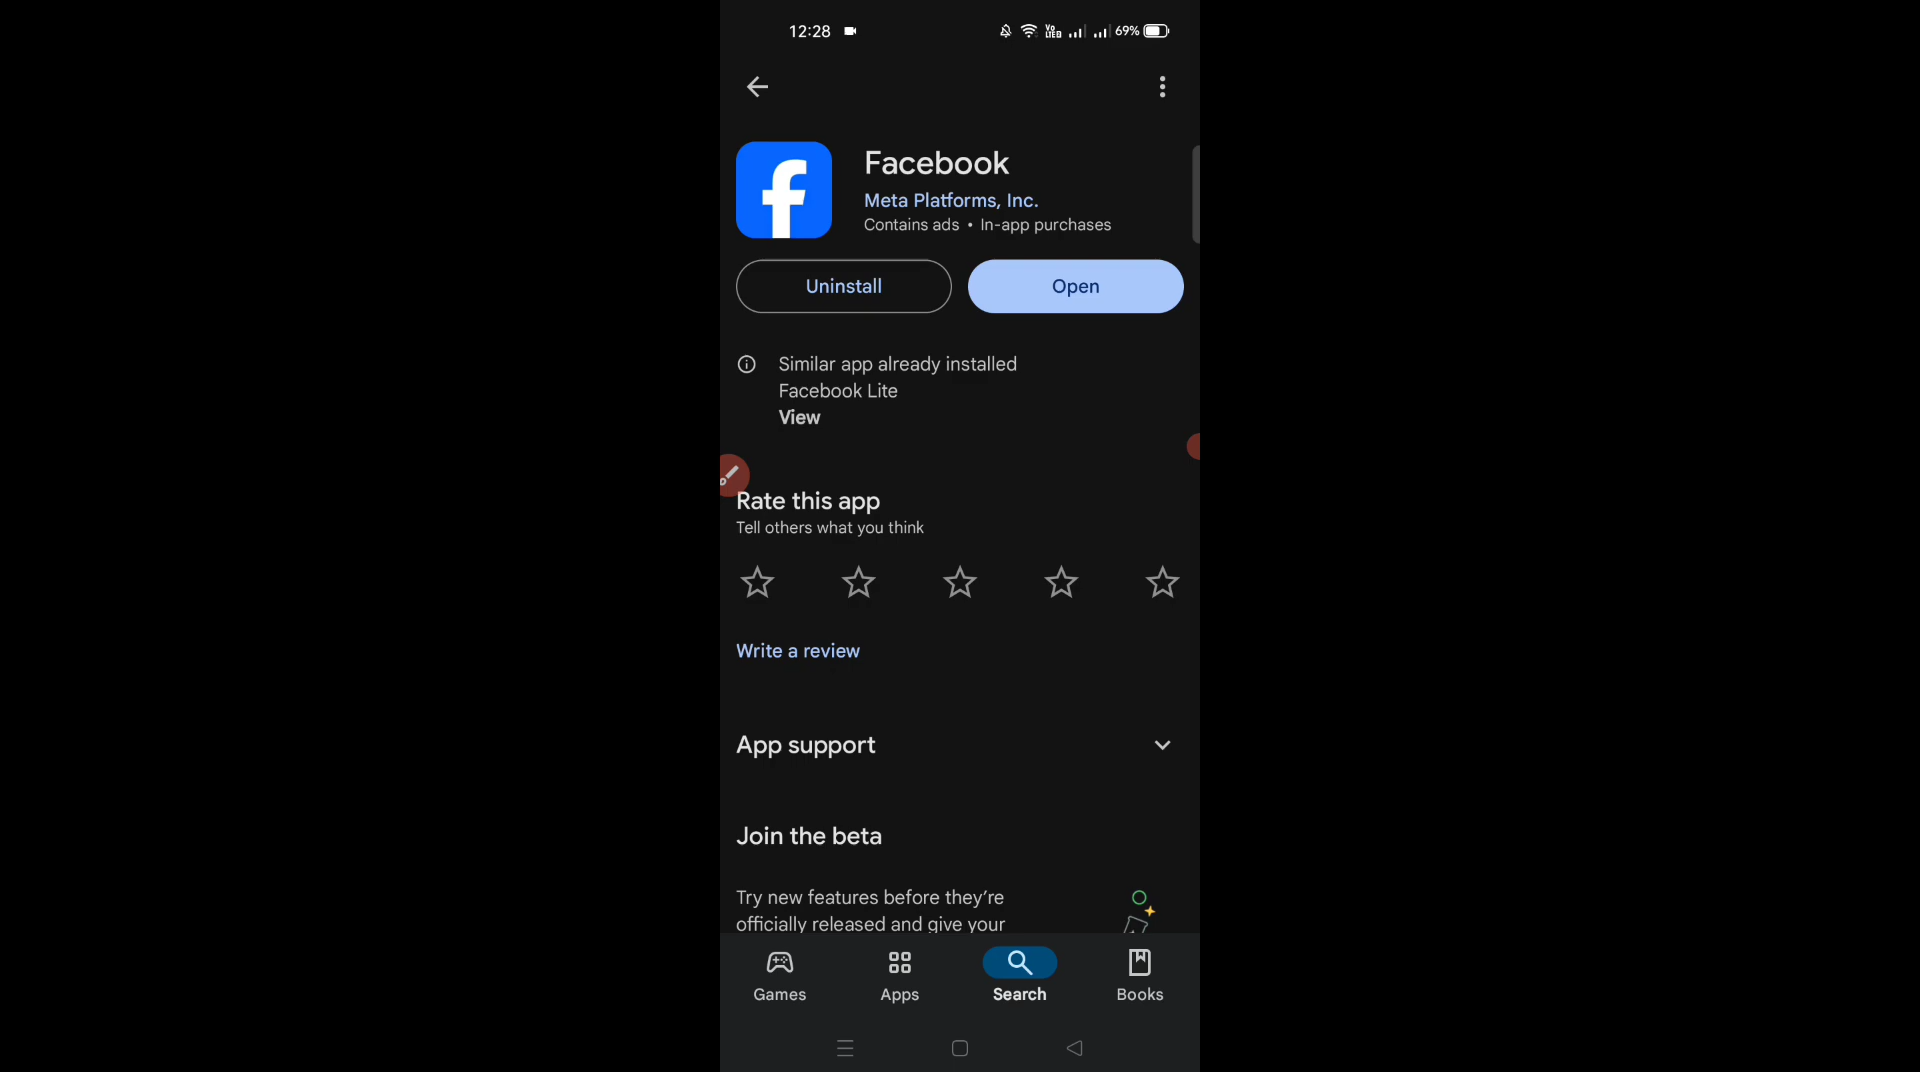 12:28
Vo
LTE2
69%
Facebook
Meta Platforms, Inc.
Contains ads • In-app purchases
Uninstall
Open
Similar app already installed
Facebook Lite
View
Rate this app
Tell others what you think
Write a review
App support
Join the beta
Try new features before they’re
officially released and give your
Games
Apps
Search
Books